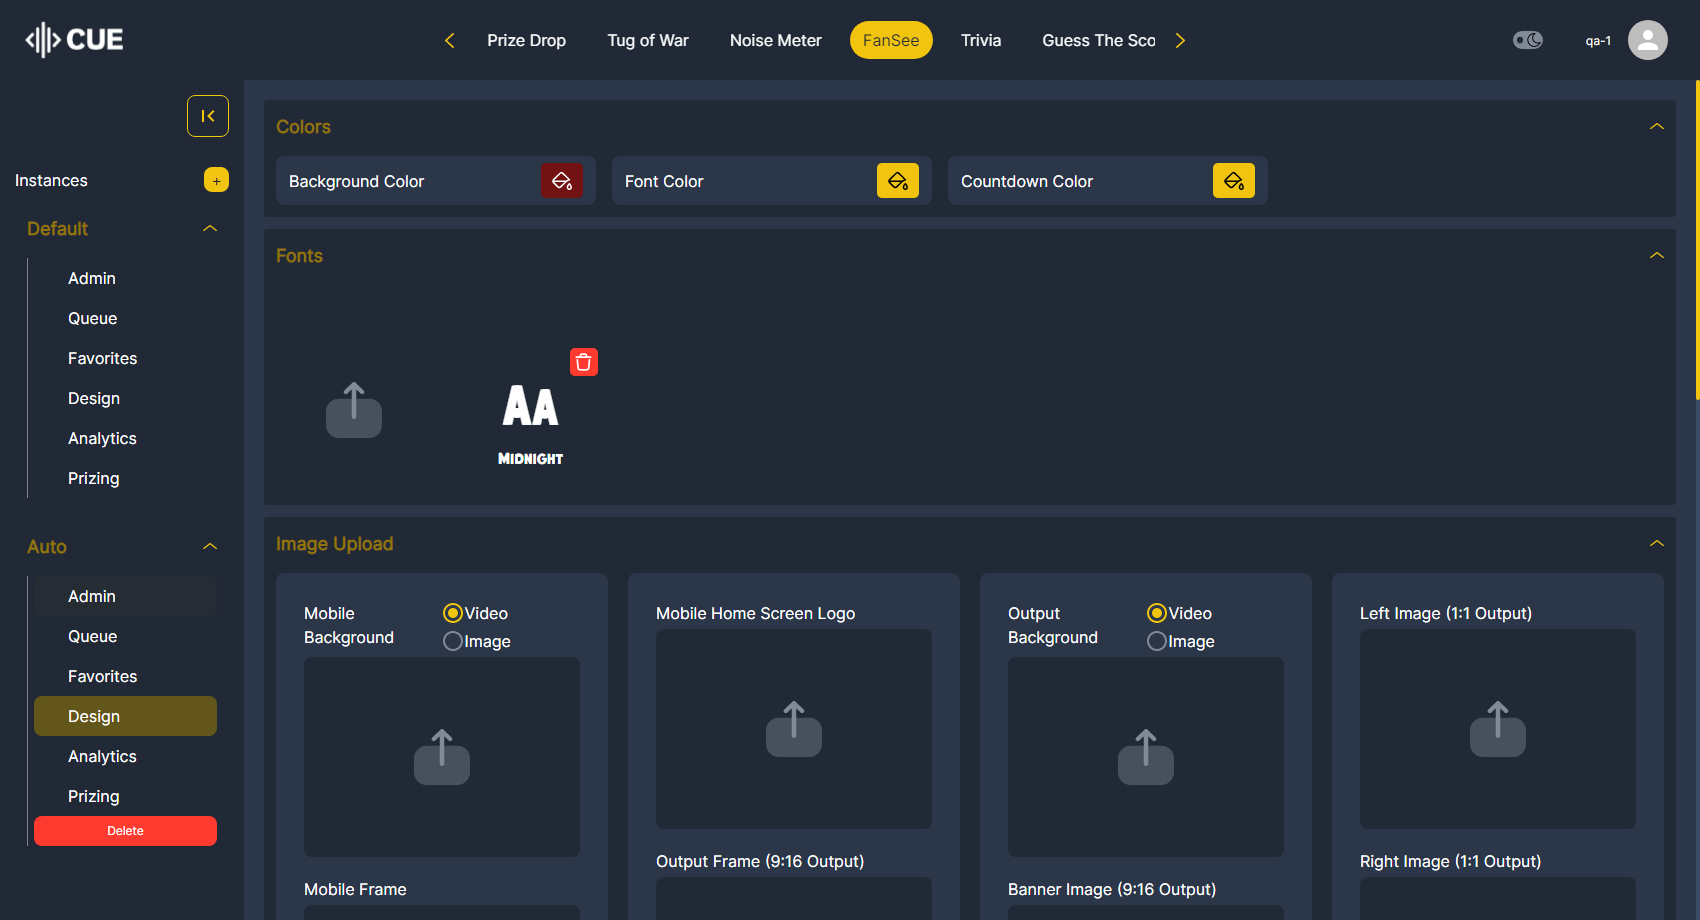 CUE
Prize Drop
Tug of War
Noise Meter
FanSee
Trivia
Guess The Sco
qa-1
Instances
+
Default
Admin
Queue
Favorites
Design
Analytics
Prizing
Auto
Admin
Queue
Favorites
Design
Analytics
Prizing
Delete
Colors
Background Color
Font Color
Countdown Color
Fonts
AA
MIDNIGHT
Image Upload
Mobile
Background
Video
Image
Mobile Home Screen Logo
Output
Background
Video
Image
Left Image (1:1 Output)
Mobile Frame
Output Frame (9:16 Output)
Banner Image (9:16 Output)
Right Image (1:1 Output)